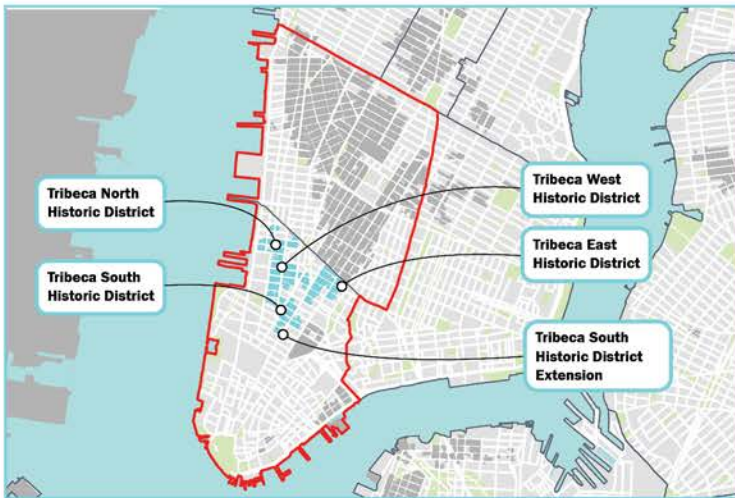 Tribeca North
Historic District
Tribeca West
Historic District
Tribeca South
Historic District
Tribeca East
Historic District
Tribeca South
Historic District
Extension